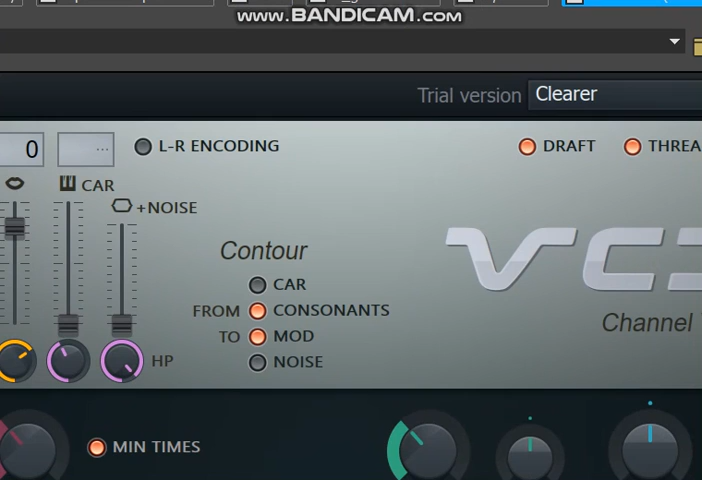 www.BANDICAM.com
Trial version Clearer
0 ... L-R ENCODING DRAFT THREA
CAR
+NOISE
Contour
CAR
FROM CONSONANTS
TO MOD
NOISE
Channel
HP
MIN TIMES